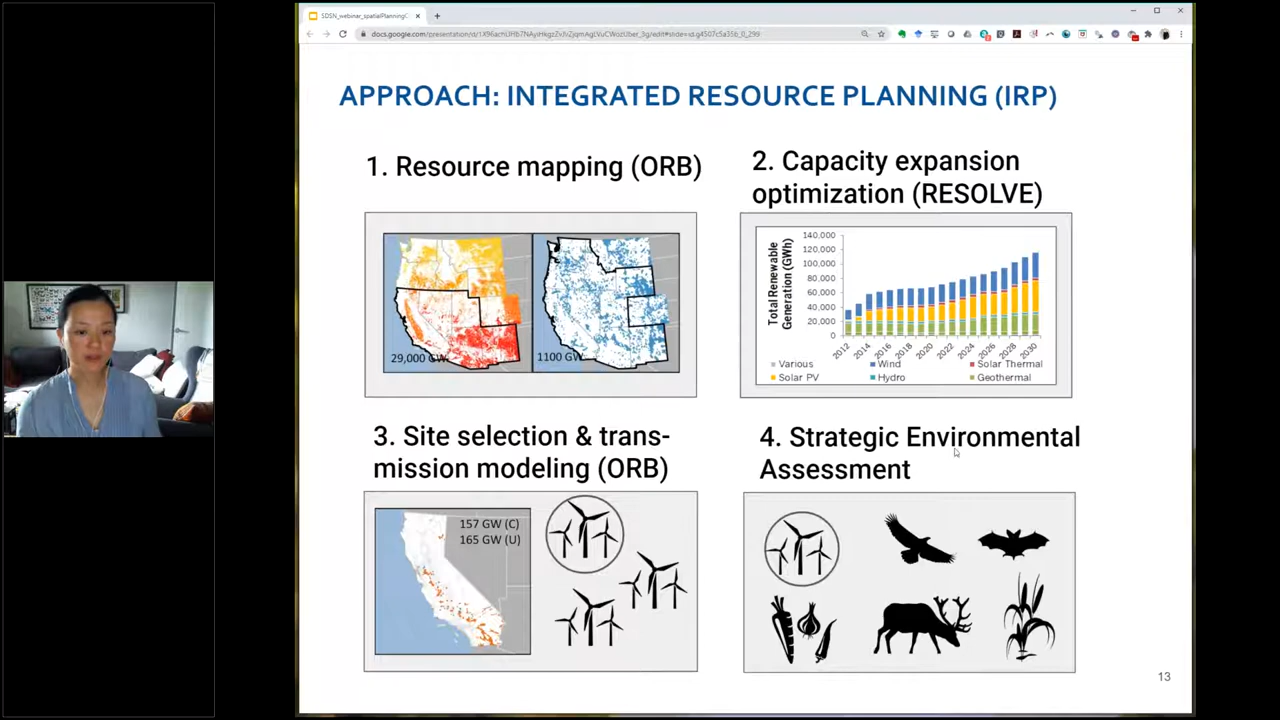 SDSN_webinar_spatialPlanningC
APPROACH: INTEGRATED RESOURCE PLANNING (IRP)
1. Resource mapping (ORB)
29,000 GW
1100 GW
2. Capacity expansion
optimization (RESOLVE)
Total Renewable
Generation (GWh)
140,000
120,000
100,000
80,000
60,000
40,000
20,000
2012
2014
2016
2018
2020
2022
2024
2026
2028
2030
Various
Wind
Solar Thermal
Solar PV
Hydro
Geothermal
3. Site selection & trans-
mission modeling (ORB)
157 GW (C)
165 GW (U)
4. Strategic Environmental
Assessment
13